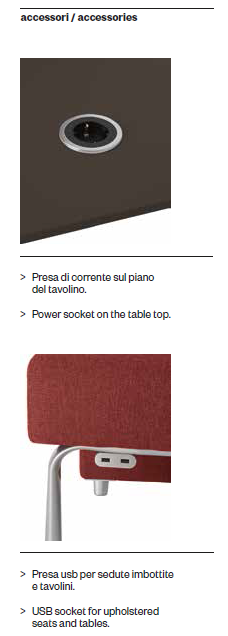 accessori / accessories
> Presa di corrente sul piano
del tavolino.
> Power socket on the table top.
> Presa usb per sedute imbottite
e tavolini.
> USB socket for upholstered
seats and tables.